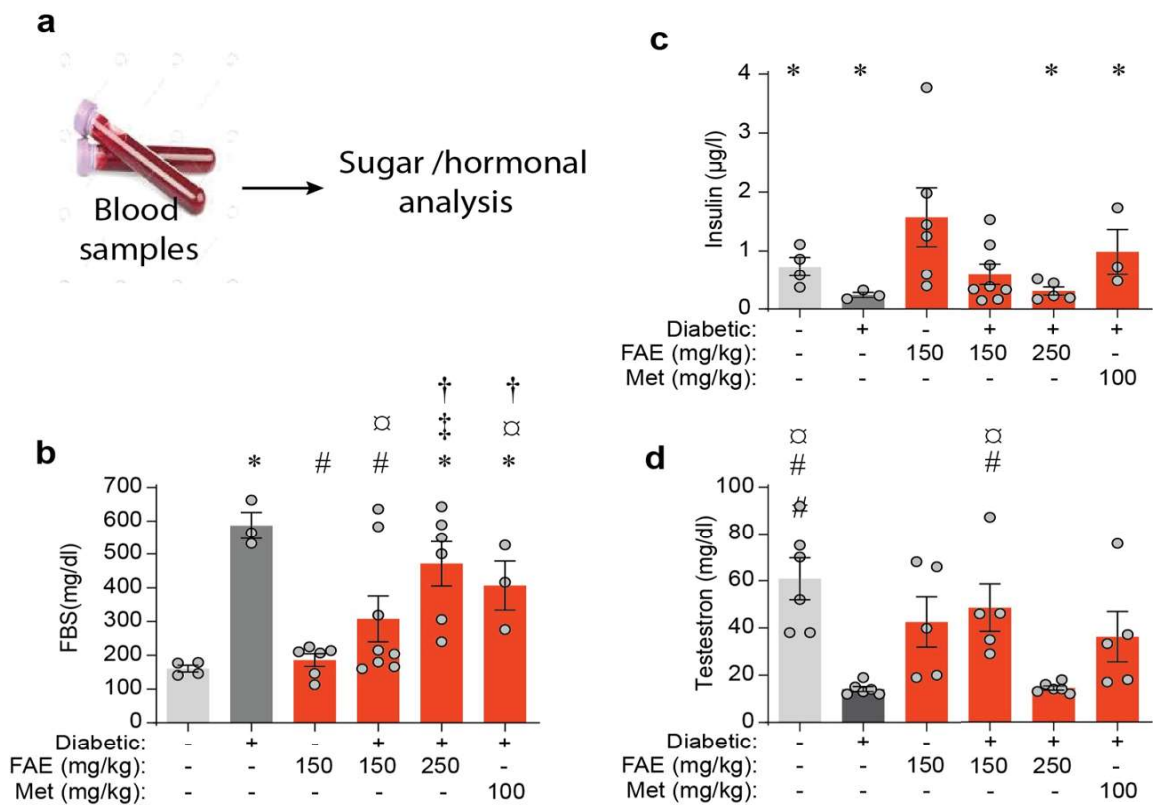 a
Blood
samples
Sugar /hormonal
analysis
b
† †
¤ ‡ ¤
* # # * *
FBS(mg/dl)
700
600
500
400
300
200
100
0
Diabetic: - + - + + +
FAE (mg/kg): - - 150 150 250 -
Met (mg/kg): - - - - - 100
c
* * * *
Insulin (µg/l)
4
3
2
1
0
Diabetic: - + - + + +
FAE (mg/kg): - - 150 150 250 -
Met (mg/kg): - - - - - 100
d
¤ ¤
# #
#
Testestron (mg/dl)
100
80
60
40
20
0
Diabetic: - + - + + +
FAE (mg/kg): - - 150 150 250 -
Met (mg/kg): - - - - - 100